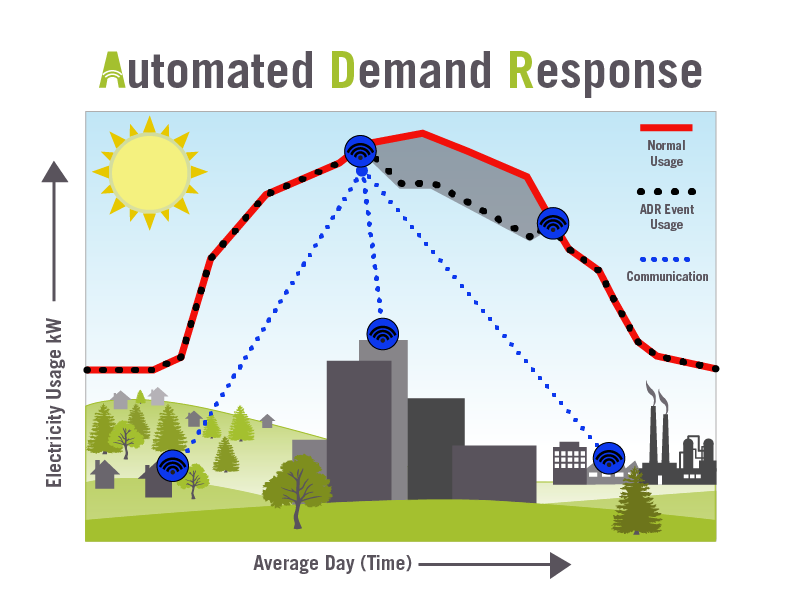 Automated Demand Response
Normal
Usage
ADR Event
Usage
Communication
Electricity Usage kW
Average Day (Time)